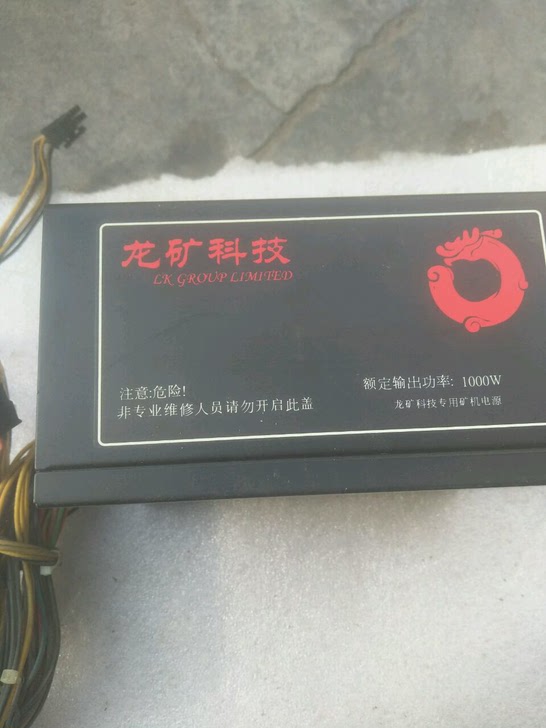 龙矿科技
LK GROUP LIMITED
注意:危险!
非专业维修人员请勿开启此盖
额定输出功率: 1000W
龙矿科技专用矿机电源